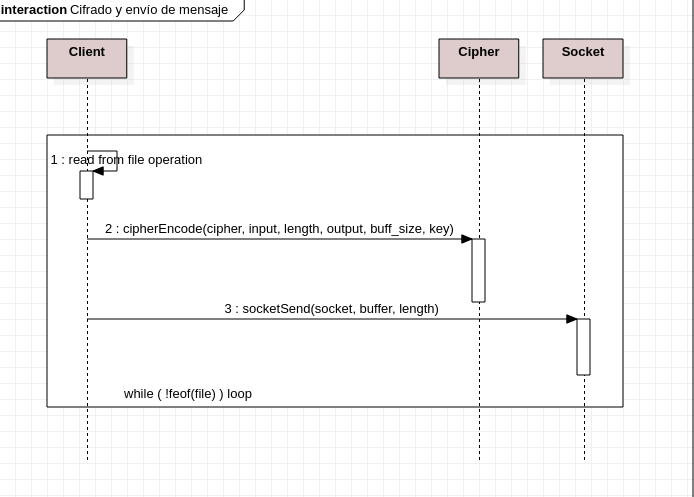 interaction Cifrado y envío de mensaje
Client
Cipher
Socket
1 : read from file operation
2 : cipherEncode(cipher, input, length, output, buff_size, key)
3 : socketSend(socket, buffer, length)
while ( !feof(file) ) loop